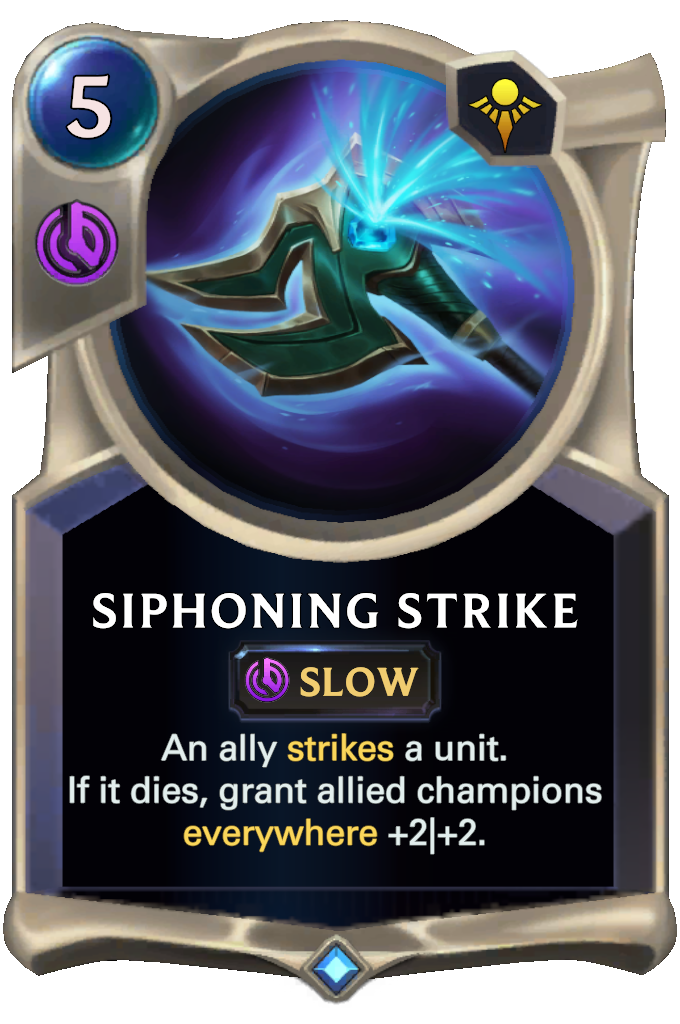 5
SIPHONING STRIKE
SLOW
An ally strikes a unit.
If it dies, grant allied champions
everywhere +2|+2.